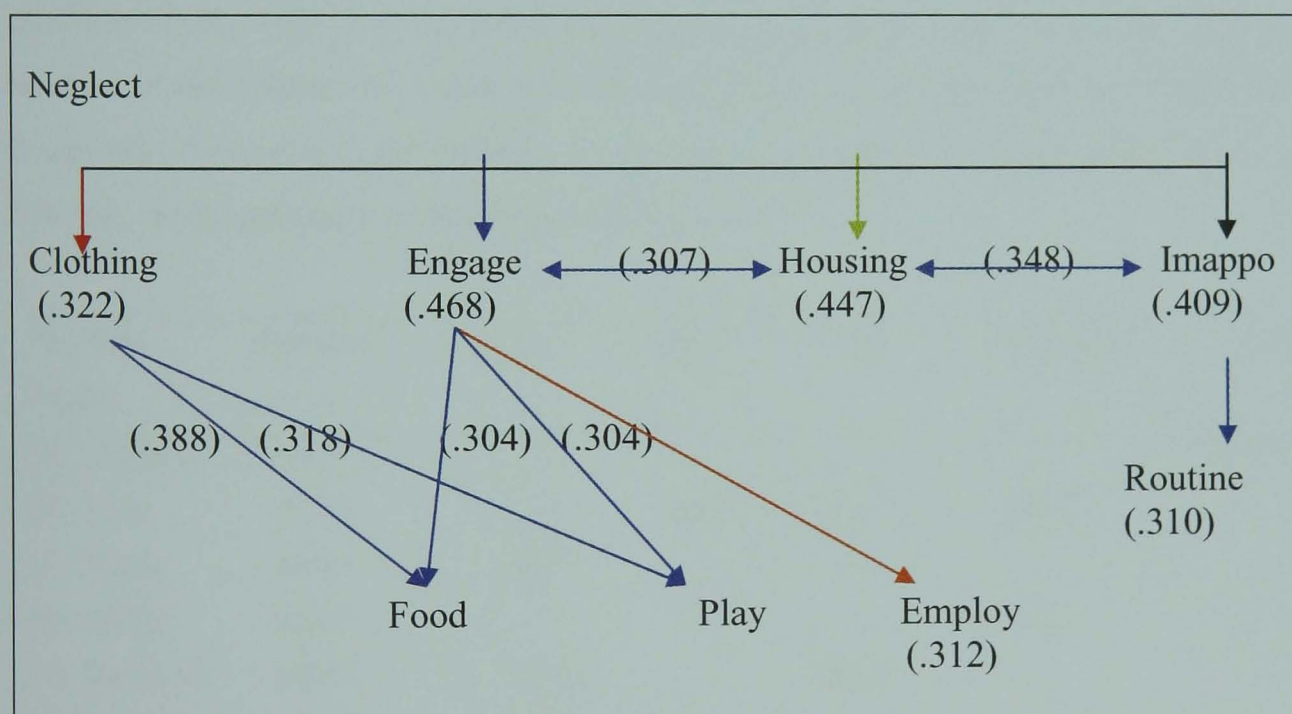 Neglect
Clothing Engage (.307) Housing (.348) Imappo
(.322) (.468) (.447) (.409)
(.388) (.318) (.304) (.304)
Routine
(.310)
Food Play Employ
(.312)